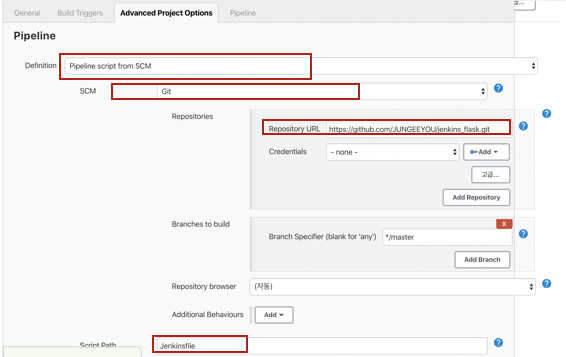 General Build Triggers Advanced Project Options Pipeline
Pipeline
Definition Pipeline script from SCM
SCM Git
Repositories
Repository URL https://github.com/JUNGEEYOU/jenkins_flask.git
Credentials - none - Add
고급...
Add Repository
Branches to build
X
Branch Specifier (blank for 'any') */master
Add Branch
Repository browser (자동)
Additional Behaviours Add
Script Path Jenkinsfile